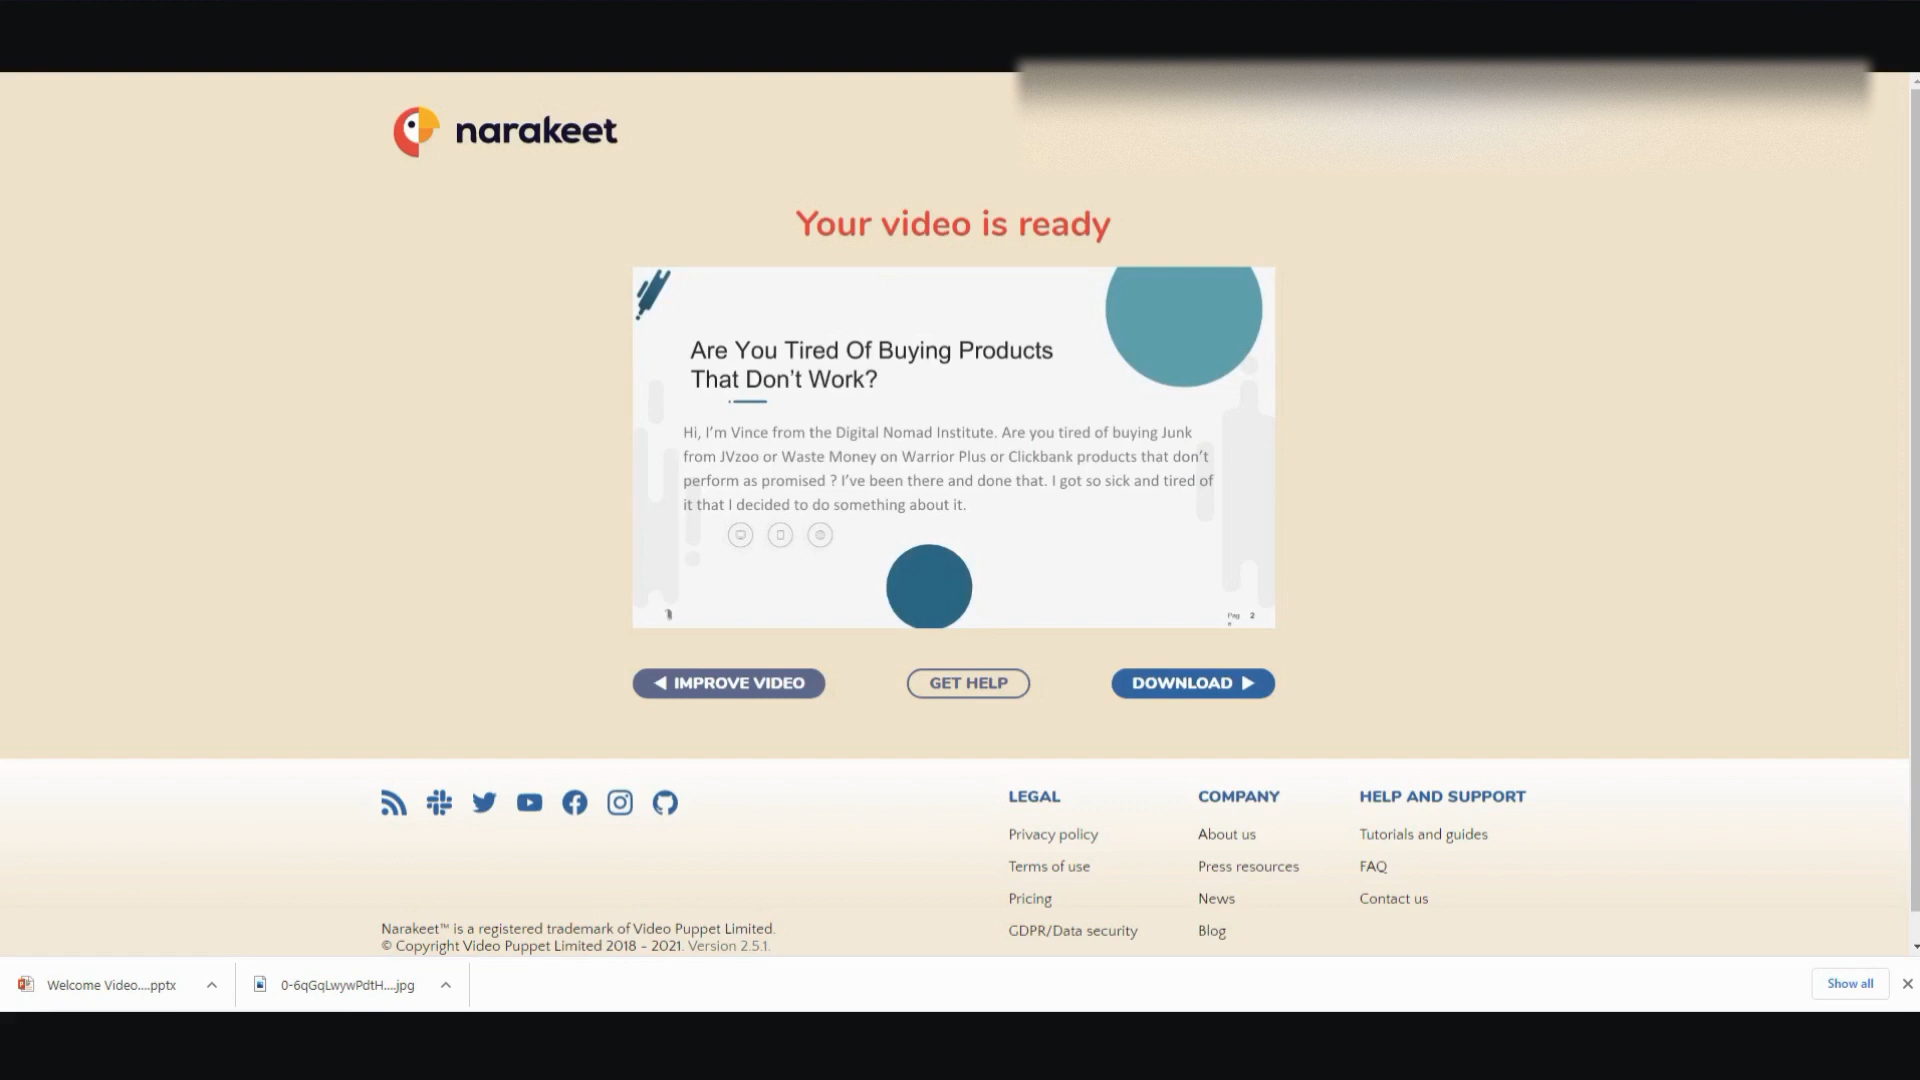 narakeet
Your video is ready
Are You Tired Of Buying Products
That Don't Work?
Hi, I'm Vince from the Digital Nomad Institute. Are you tired of buying Junk
from JVzoo or Waste Money on Warrior Plus or Clickbank products that don't
perform as promised ? I've been there and done that. I got so sick and tired of
it that I decided to do something about it.
Pag 2
e
IMPROVE VIDEO
GET HELP
DOWNLOAD
LEGAL
Privacy policy
Terms of use
Pricing
GDPR/Data security
COMPANY
About us
Press resources
News
Blog
HELP AND SUPPORT
Tutorials and guides
FAQ
Contact us
Narakeet™ is a registered trademark of Video Puppet Limited.
© Copyright Video Puppet Limited 2018 - 2021. Version 2.5.1.
Welcome Video....pptx
0-6qGqLwywPdtH....jpg
Show all